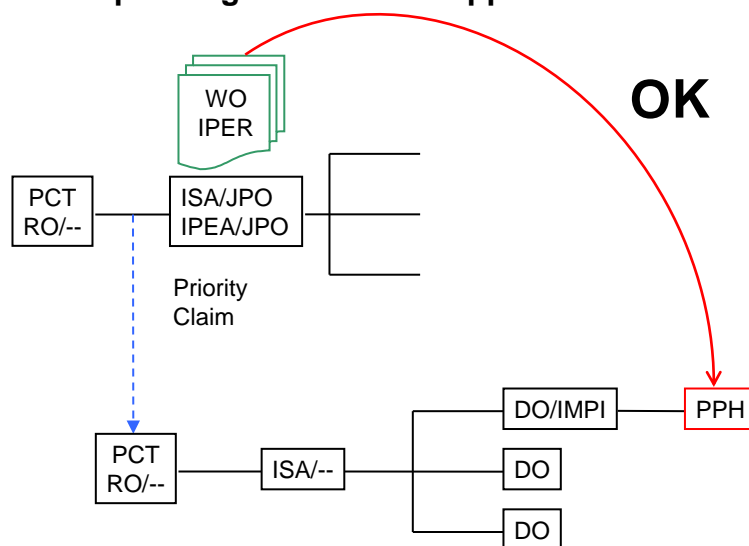 WO
IPER
OK
PCT
RO/--
ISA/JPO
IPEA/JPO
Priority
Claim
DO/IMPI
PPH
PCT
RO/--
ISA/--
DO
DO